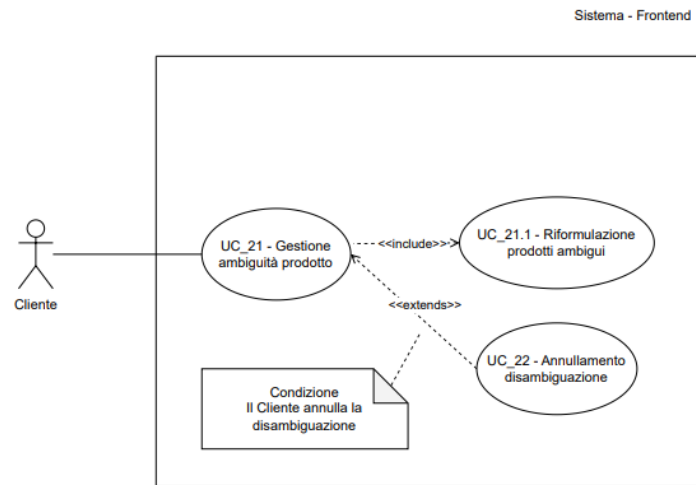 Sistema - Frontend
UC_21 - Gestione
ambiguità prodotto
<<include>>
UC_21.1 - Riformulazione
prodotti ambigui
Cliente
<<extends>>
UC_22 - Annullamento
disambiguazione
Condizione
Il Cliente annulla la
disambiguazione